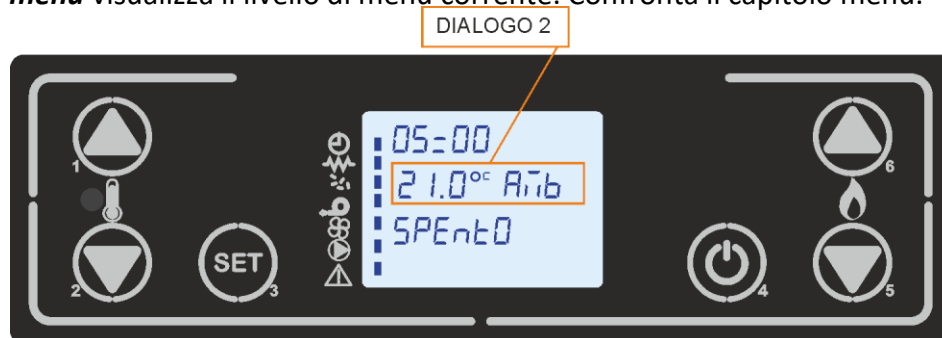 menu visualizza il livello di menù corrente. Confronta il capitolo menù.
DIALOGO 2
05:00
21.0°C Amb
SPEntO
1
2
SET
3
4
5
6